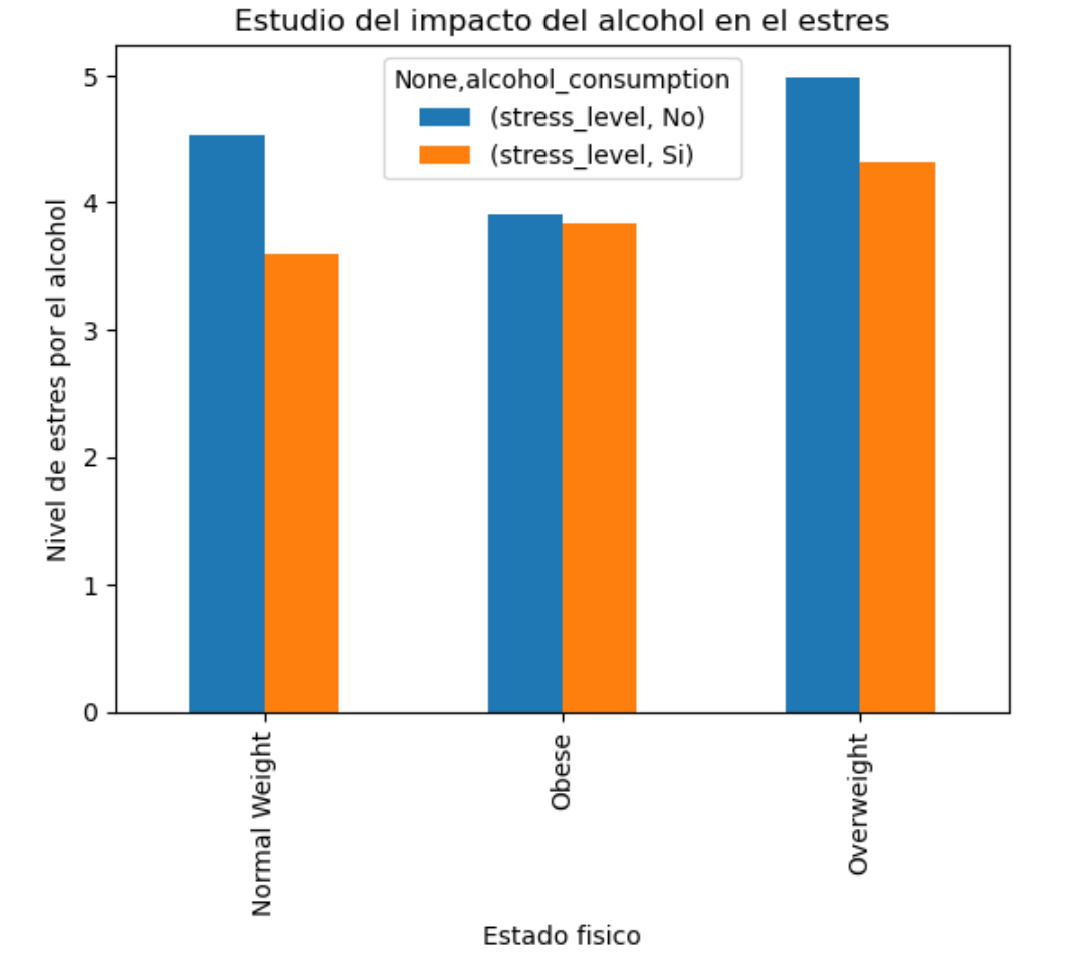 Estudio del impacto del alcohol en el estres
None,alcohol_consumption
(stress_level, No)
(stress_level, Si)
Nivel de estres por el alcohol
5
4
3
2
1
0
Normal Weight
Obese
Overweight
Estado fisico